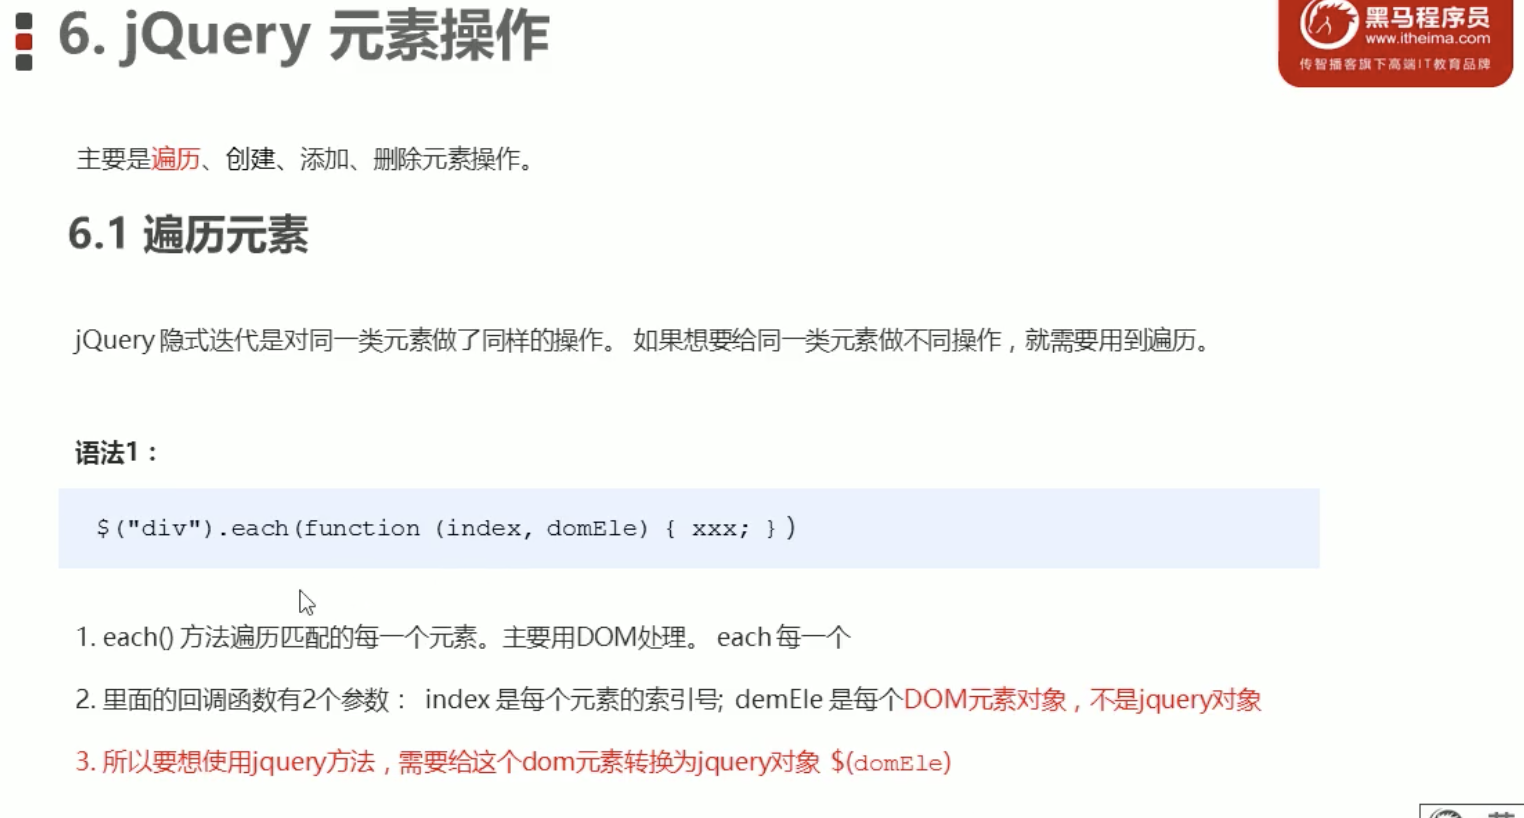 6. jQuery 元素操作
黑马程序员
www.itheima.com
传智播客旗下高端IT教育品牌
主要是遍历、创建、添加、删除元素操作。
6.1 遍历元素
jQuery 隐式迭代是对同一类元素做了同样的操作。 如果想要给同一类元素做不同操作，就需要用到遍历。
语法1：
$("div").each(function (index, domEle) { xxx; })
1. each() 方法遍历匹配的每一个元素。主要用DOM处理。 each 每一个
2. 里面的回调函数有2个参数： index 是每个元素的索引号; demEle 是每个DOM元素对象，不是jquery对象
3. 所以要想使用jquery方法，需要给这个dom元素转换为jquery对象 $(domEle)